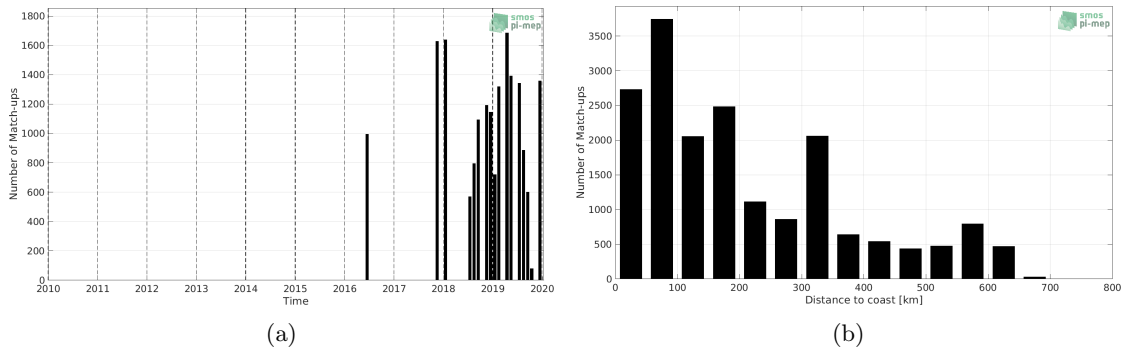 smos
pi-mep
1800
1600
1400
1200
1000
800
600
400
200
0
Number of Match-ups
2010 2011 2012 2013 2014 2015 2016 2017 2018 2019 2020
Time
(a)
smos
pi-mep
3500
3000
2500
2000
1500
1000
500
0
Number of Match-ups
0 100 200 300 400 500 600 700 800
Distance to coast [km]
(b)